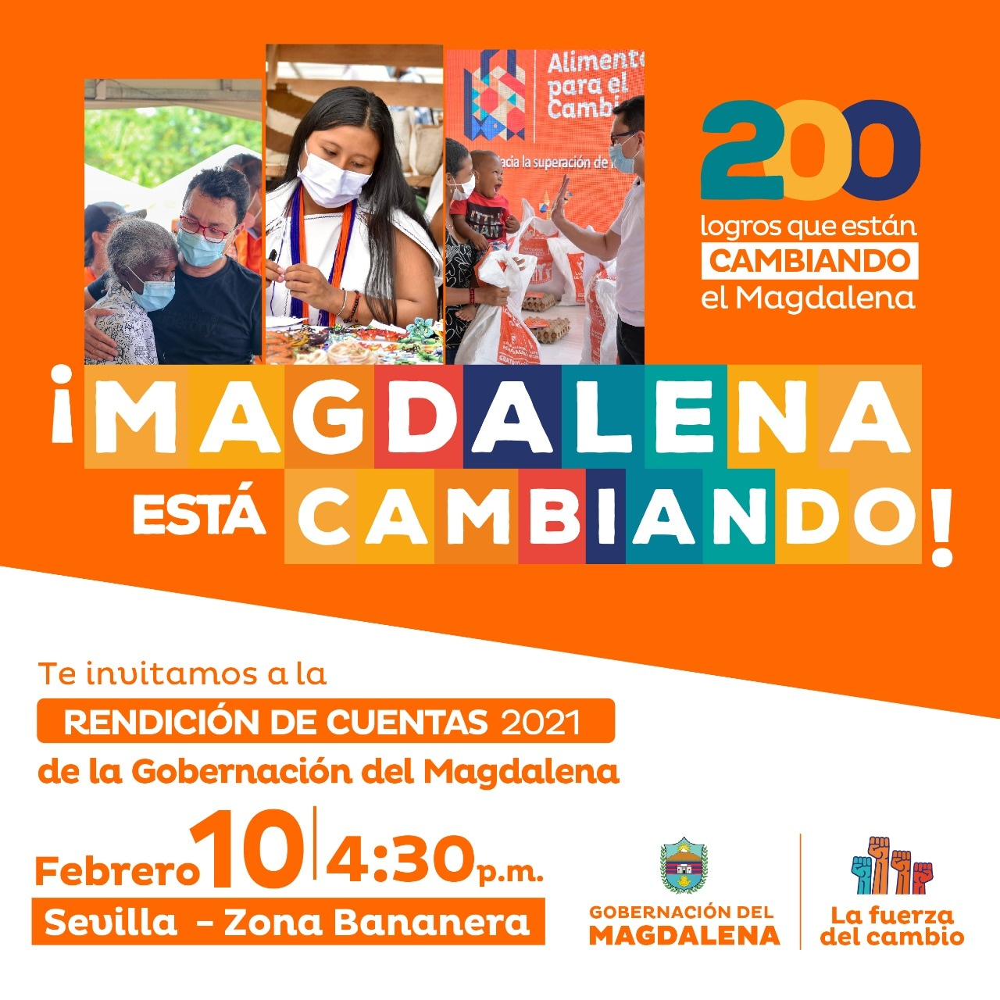 Alimento
para el
Cambi
acia la superación de
200
logros que están
CAMBIANDO
el Magdalena
¡MAGDALENA
ESTÁ CAMBIANDO!
Te invitamos a la
RENDICIÓN DE CUENTAS 2021
de la Gobernación del Magdalena
Febrero 10 4:30 p.m.
Sevilla - Zona Bananera
GOBERNACIÓN DEL
MAGDALENA
La fuerza
del cambio